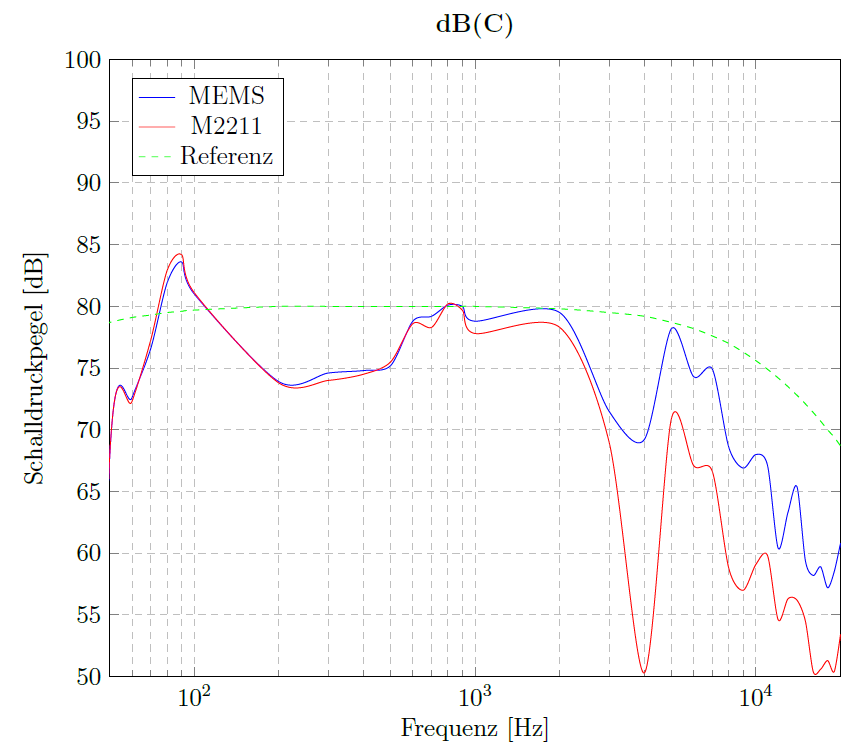 dB(C)
100
95
90
85
80
75
70
65
60
55
50
Schalldruckpegel [dB]
MEMS
M2211
Referenz
10²
10³
10⁴
Frequenz [Hz]